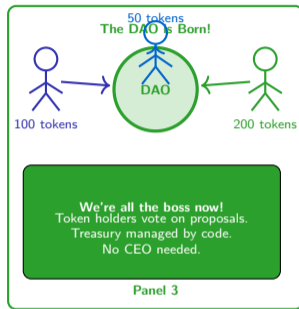 50 tokens
The DAO is Born!
DAO
100 tokens
200 tokens
We're all the boss now!
Token holders vote on proposals.
Treasury managed by code.
No CEO needed.
Panel 3